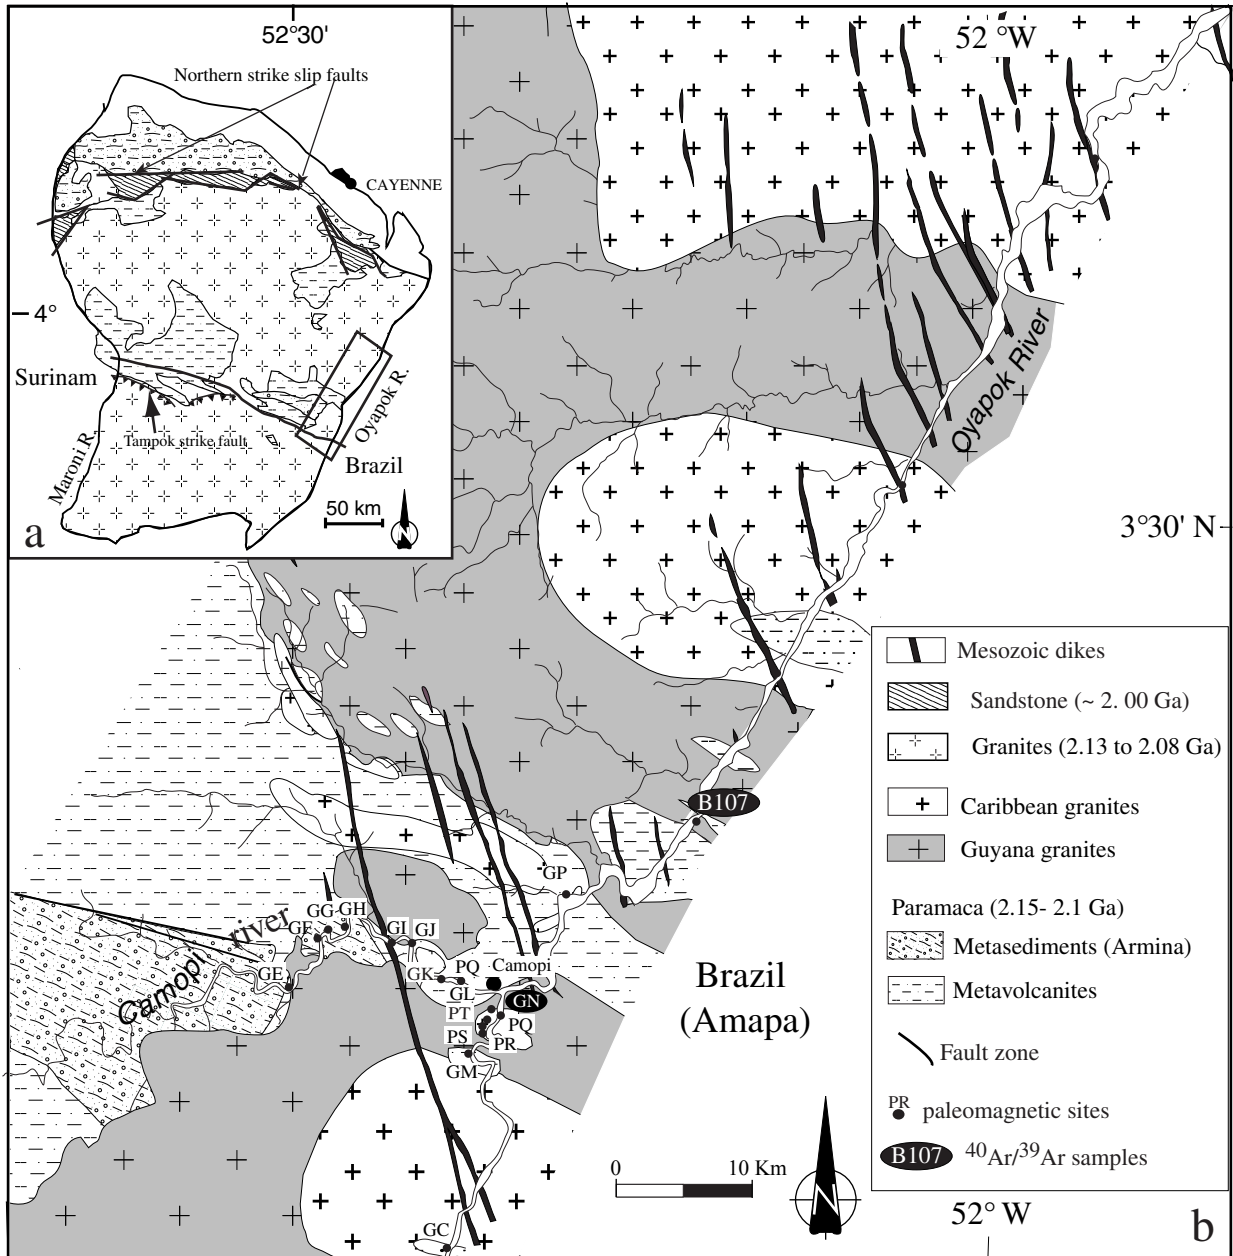 52°30'
Northern strike slip faults
CAYENNE
4°
Surinam
Maroni R.
Tampok strike fault
Oyapok R.
Brazil
50 km
N
a
52 °W
Oyapok River
3°30' N
Mesozoic dikes
Sandstone (~ 2. 00 Ga)
Granites (2.13 to 2.08 Ga)
Caribbean granites
Guyana granites
Paramaca (2.15- 2.1 Ga)
Metasediments (Armina)
Metavolcanites
Fault zone
PR
paleomagnetic sites
B107
40Ar/39Ar samples
B107
GP
GG
GH
GF
GI
GJ
river
Camopi
GE
GK
PQ
Camopi
GL
GN
PT
PQ
PS
PR
GM
GC
Brazil
(Amapa)
0
10 Km
N
52° W
b